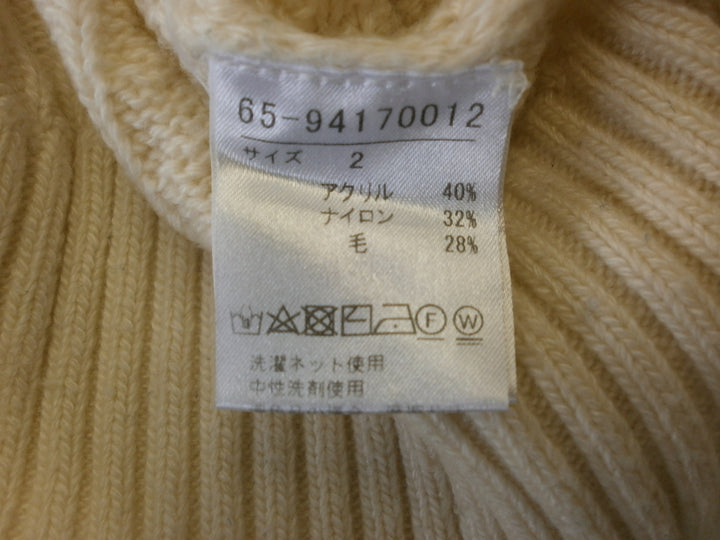 65-94170012
サイズ 2
アクリル 40%
ナイロン 32%
毛 28%
F W
洗濯ネット使用
中性洗剤使用